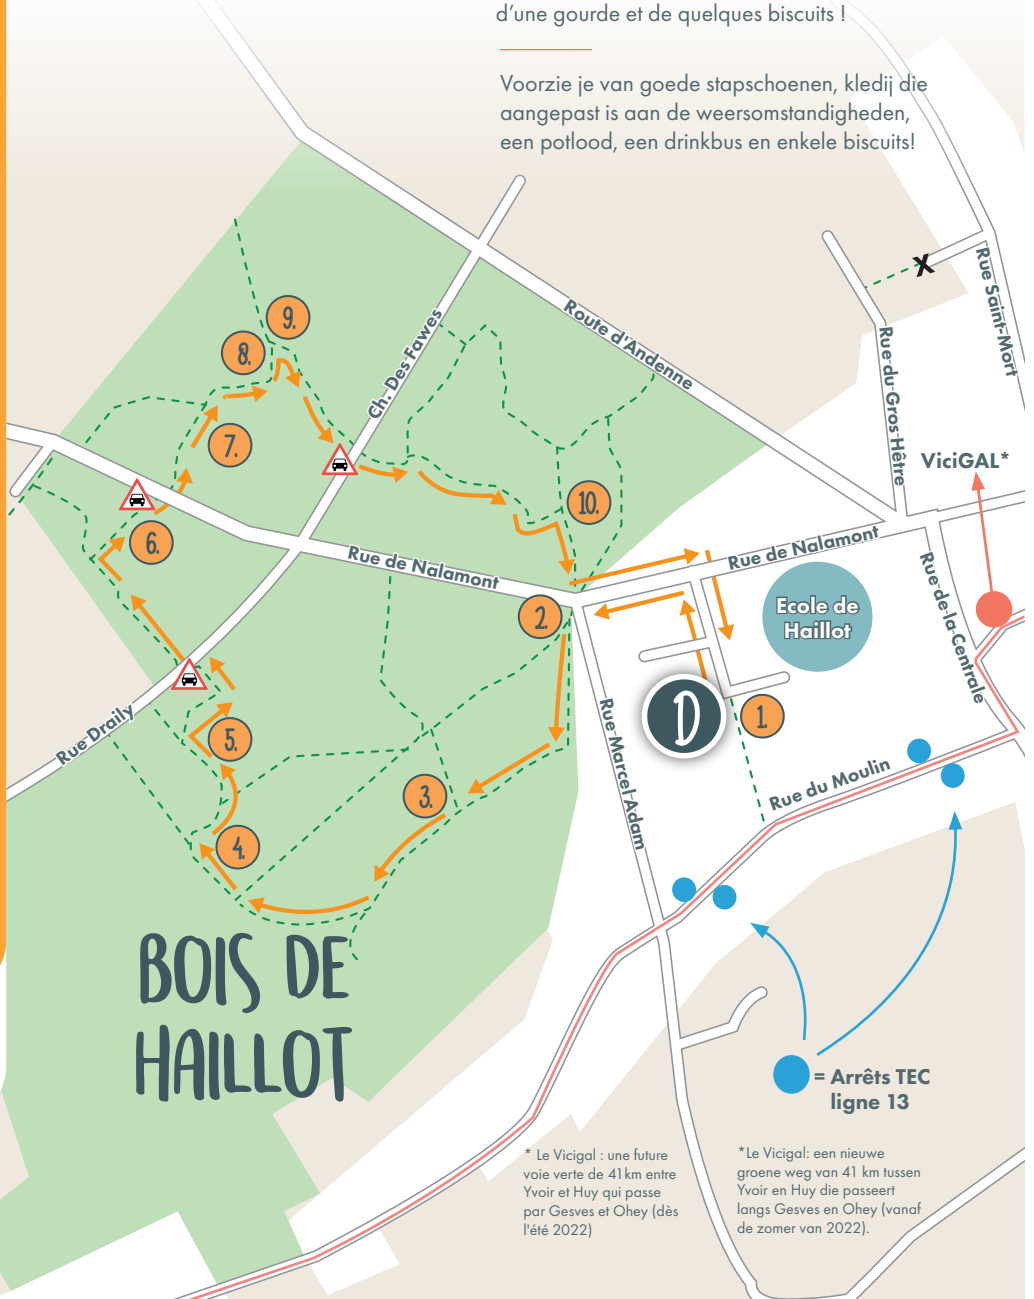 d'une gourde et de quelques biscuits !
Voorzie je van goede stapschoenen, kledij die
aangepast is aan de weersomstandigheden,
een potlood, een drinkbus en enkele biscuits!
X
Rue Saint-Mort
9.
8.
Route d'Andenne
Ch. Des Fawes
Rue du Gros Hêtre
7.
ViciGAL*
10.
6.
Rue de Nalamont
Rue de Nalamont
Rue de la Centrale
Ecole de
Haillot
2.
D
1.
5.
Rue Draily
Rue Marcel Adam
Rue du Moulin
3.
4.
BOIS DE
HAILLOT
= Arrêts TEC
ligne 13
* Le Vicigal : une future
voie verte de 41km entre
Yvoir et Huy qui passe
par Gesves et Ohey (dès
l'été 2022)
*Le Vicigal: een nieuwe
groene weg van 41 km tussen
Yvoir en Huy die passeert
langs Gesves en Ohey (vanaf
de zomer van 2022).